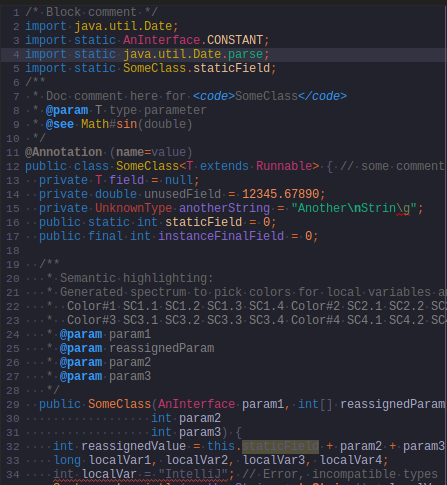 1 /* Block comment */
2 import java.util.Date;
3 import static AnInterface.CONSTANT;
4 import static java.util.Date.parse;
5 import static SomeClass.staticField;
6 /**
7  * Doc comment here for <code>SomeClass</code>
8  * @param T type parameter
9  * @see Math#sin(double)
10  */
11 @Annotation (name=value)
12 public class SomeClass<T extends Runnable> { // some comment
13   private T field = null;
14   private double unusedField = 12345.67890;
15   private UnknownType anotherString = "Another\nStrin\g";
16   public static int staticField = 0;
17   public final int instanceFinalField = 0;
18
19   /**
20    * Semantic highlighting:
21    * Generated spectrum to pick colors for local variables a
22    *  Color#1 SC1.1 SC1.2 SC1.3 SC1.4 Color#2 SC2.1 SC2.2 SC2
23    *  Color#3 SC3.1 SC3.2 SC3.3 SC3.4 Color#4 SC4.1 SC4.2 SC4
24    * @param param1
25    * @param reassignedParam
26    * @param param2
27    * @param param3
28    */
29   public SomeClass(AnInterface param1, int[] reassignedParam
30                   int param2
31                   int param3) {
32     int reassignedValue = this.staticField + param2 + param3
33     long localVar1, localVar2, localVar3, localVar4;
34     int localVar = "IntelliJ"; // Error, incompatible types